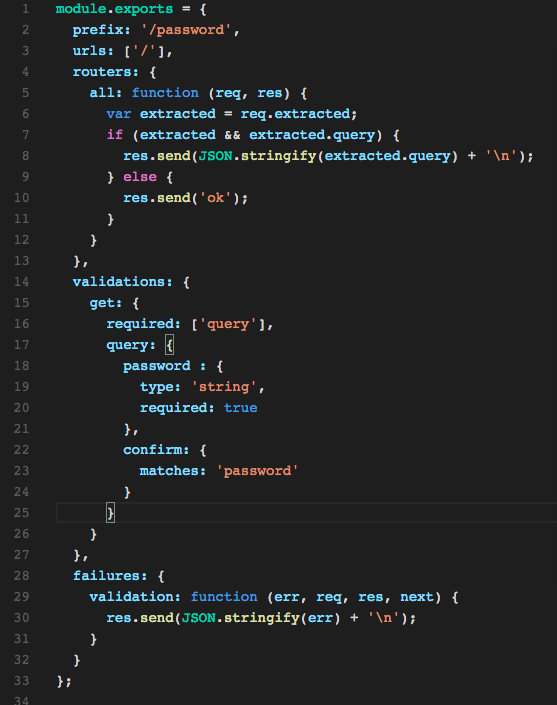 1 module.exports = {
2   prefix: '/password',
3   urls: ['/'],
4   routers: {
5     all: function (req, res) {
6       var extracted = req.extracted;
7       if (extracted && extracted.query) {
8         res.send(JSON.stringify(extracted.query) + '\n');
9       } else {
10         res.send('ok');
11       }
12     }
13   },
14   validations: {
15     get: {
16       required: ['query'],
17       query: {
18         password : {
19           type: 'string',
20           required: true
21         },
22         confirm: {
23           matches: 'password'
24         }
25       }
26     }
27   },
28   failures: {
29     validation: function (err, req, res, next) {
30       res.send(JSON.stringify(err) + '\n');
31     }
32   }
33 };
34